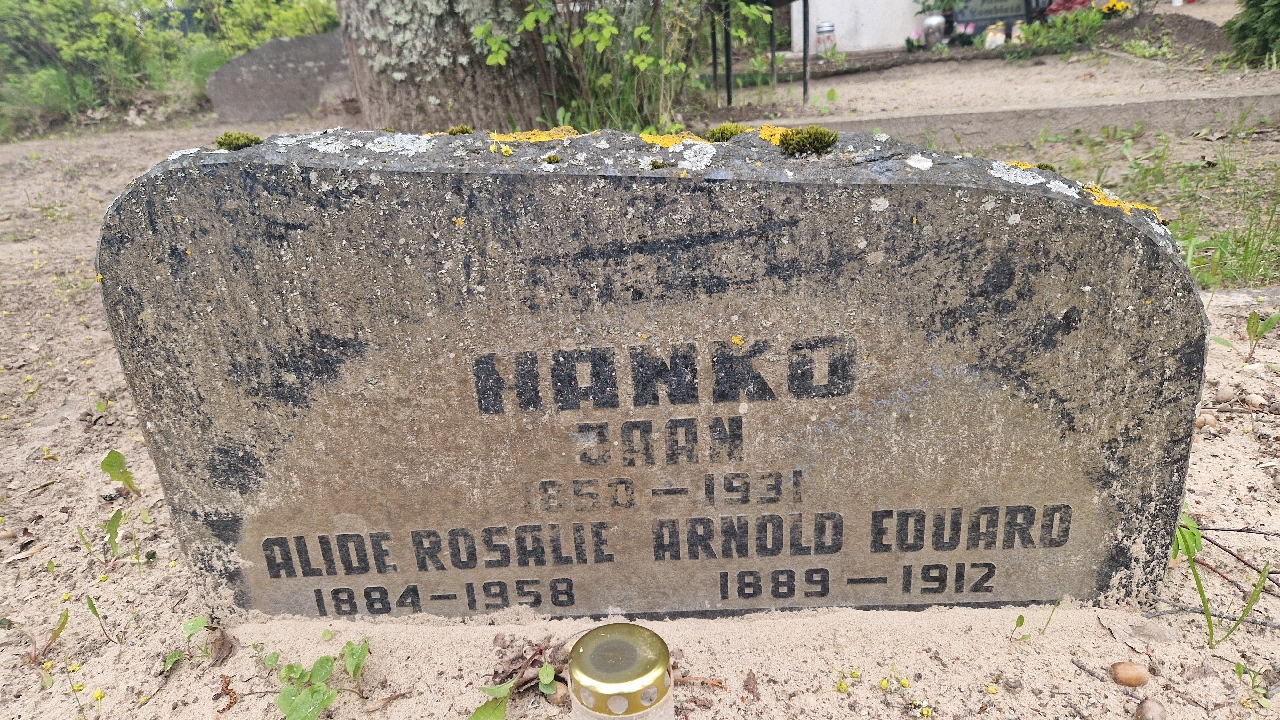 HANKO
JAAN
1850 – 1931
ALIDE ROSALIE ARNOLD EDUARD
1884 – 1958 1889 – 1912